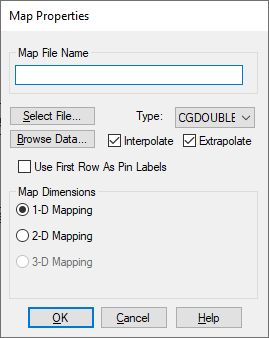 Map Properties
Map File Name
Select File...
Type: CGDOUBLE
Browse Data...
Interpolate
Extrapolate
Use First Row As Pin Labels
Map Dimensions
1-D Mapping
2-D Mapping
3-D Mapping
OK
Cancel
Help